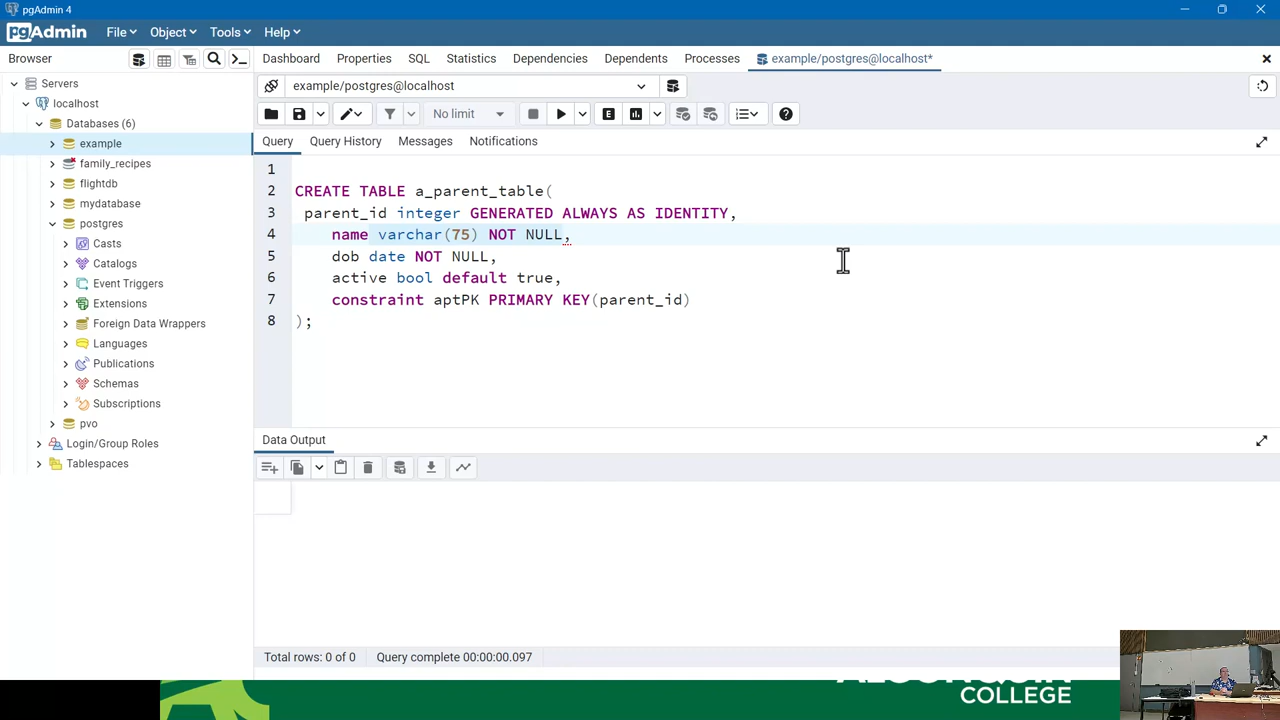 pgAdmin 4
pgAdmin File Object Tools Help
Browser
Dashboard Properties SQL Statistics Dependencies Dependents Processes example/postgres@localhost*
Servers
localhost
Databases (6)
example
family_recipes
flightdb
mydatabase
postgres
Casts
Catalogs
Event Triggers
Extensions
Foreign Data Wrappers
Languages
Publications
Schemas
Subscriptions
pvo
Login/Group Roles
Tablespaces
example/postgres@localhost
No limit
Query Query History Messages Notifications
1
2 CREATE TABLE a_parent_table(
3 parent_id integer GENERATED ALWAYS AS IDENTITY,
4 name varchar(75) NOT NULL,
5 dob date NOT NULL,
6 active bool default true,
7 constraint aptPK PRIMARY KEY(parent_id)
8 );
Data Output
Total rows: 0 of 0 Query complete 00:00:00.097
ALGONQUIN
COLLEGE